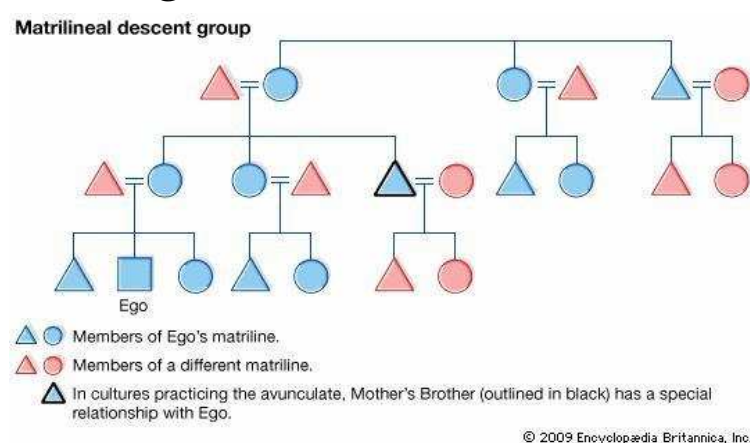 Matrilineal descent group
Ego
Members of Ego's matriline.
Members of a different matriline.
In cultures practicing the avunculate, Mother's Brother (outlined in black) has a special
relationship with Ego.
© 2009 Encyclopædia Britannica, Inc